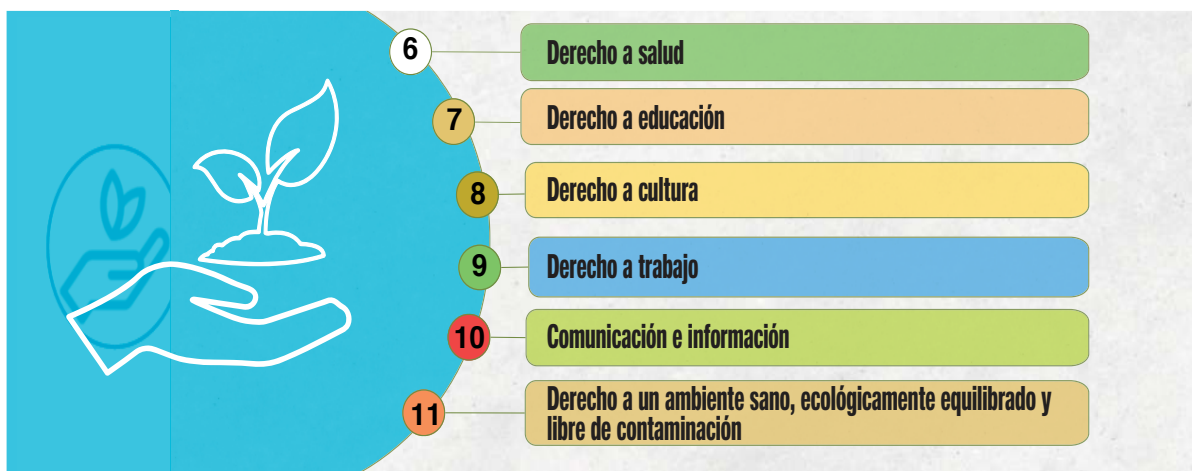 6
Derecho a salud
7
Derecho a educación
8
Derecho a cultura
9
Derecho a trabajo
10
Comunicación e información
11
Derecho a un ambiente sano, ecológicamente equilibrado y
libre de contaminación